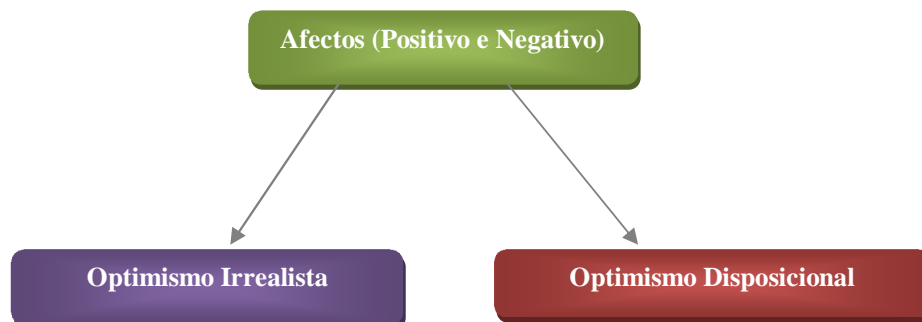 Afectos (Positivo e Negativo)
Optimismo Irrealista
Optimismo Disposicional